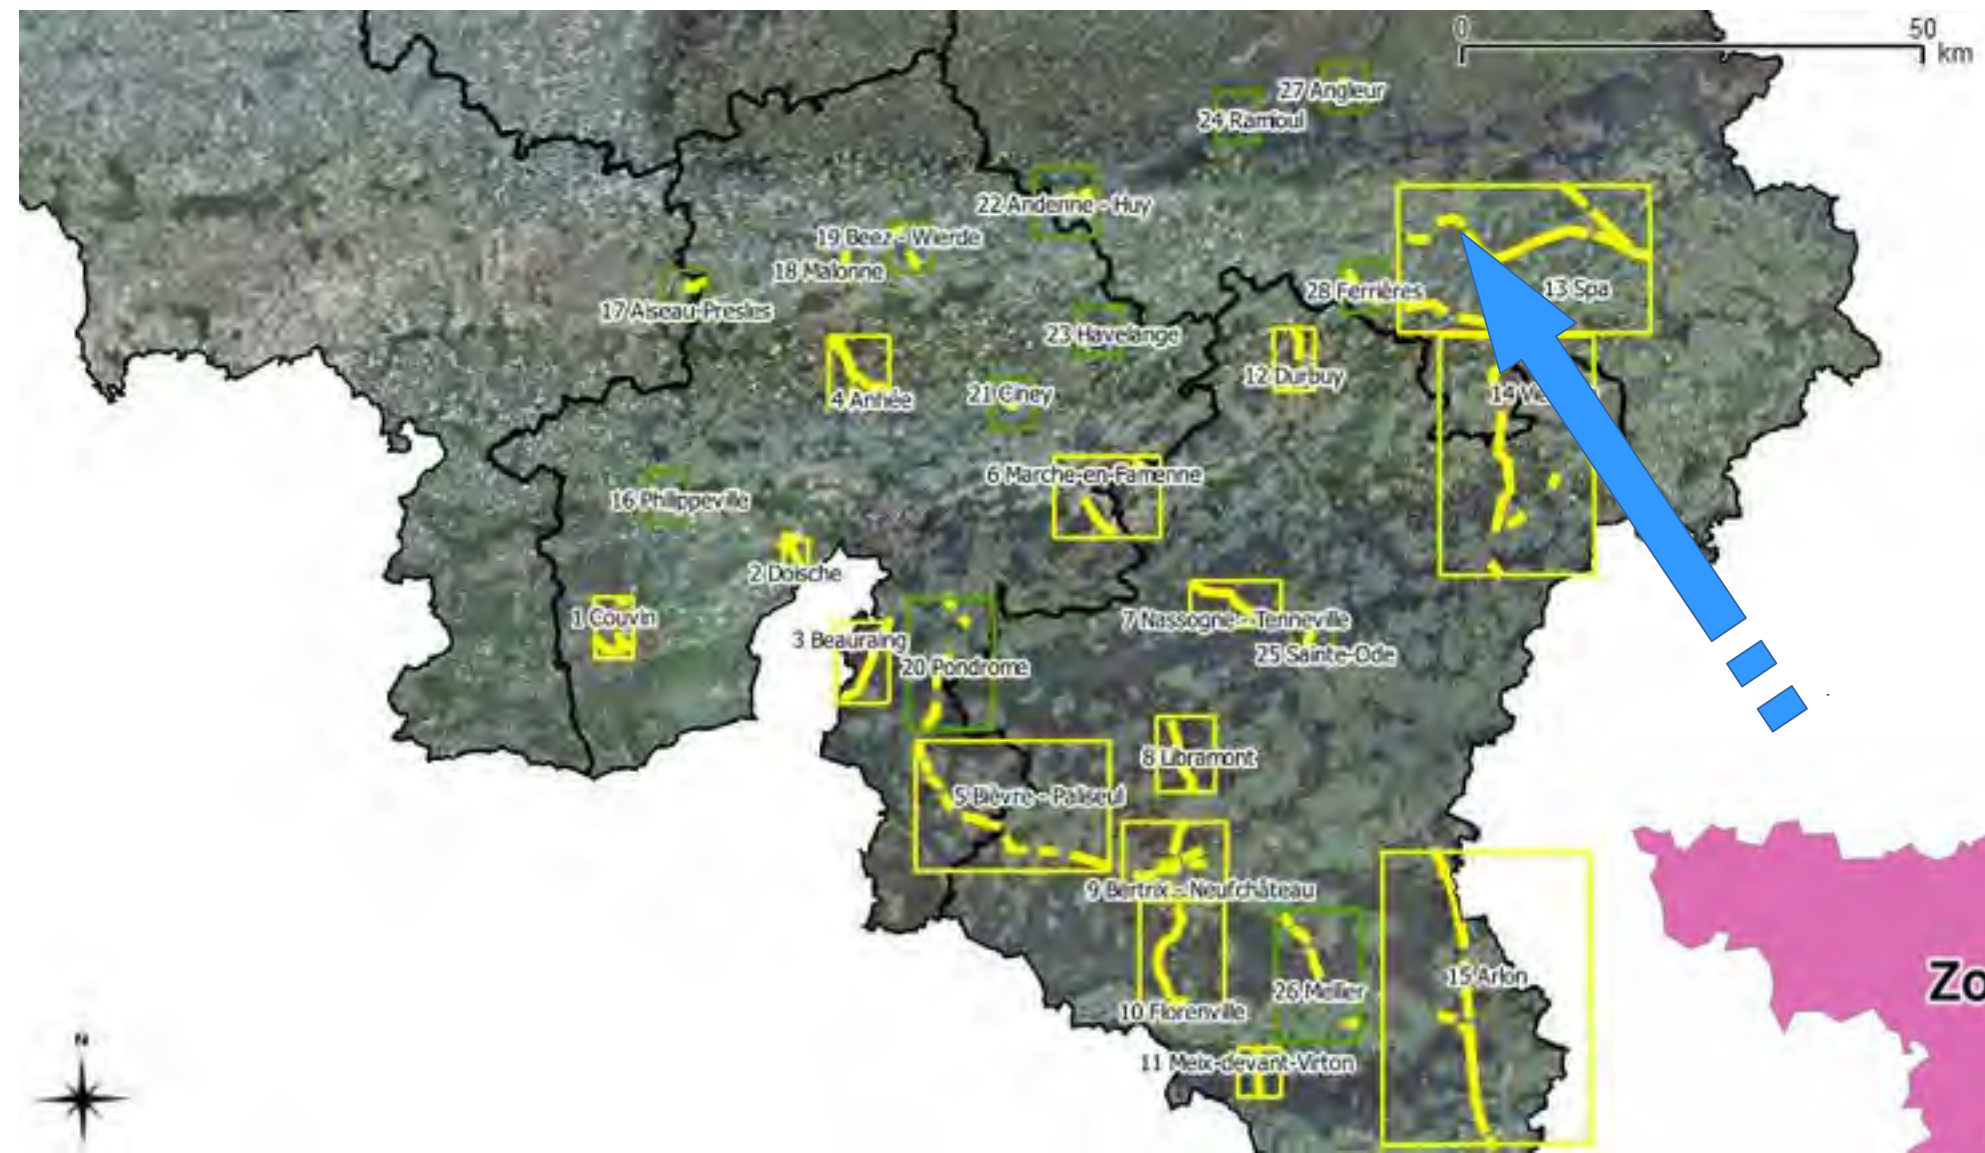 0 50
km
27 Angleur
24 Ramioul
22 Andenne - Huy
19 Beez - Wierde
18 Malonne
17 Aiseau-Presles
28 Ferrières
13 Spa
23 Havelange
12 Durbuy
4 Anhée
21 Ciney
14 Vie
6 Marche-en-Famenne
16 Philippeville
2 Doische
1 Couvin
7 Nassogne - Tenneville
3 Beauraing
25 Sainte-Ode
20 Pondrome
8 Libramont
5 Bièvre - Paliseul
9 Bertrix - Neufchâteau
15 Arlon
Zo
26 Mellier
10 Florenville
N
11 Meix-devant-Virton